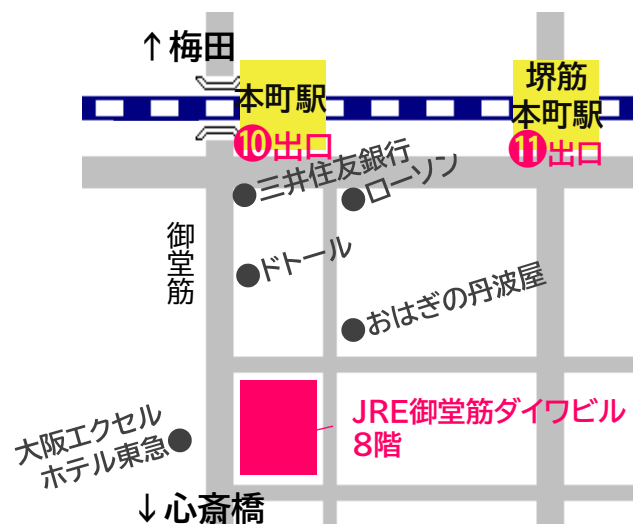 ↑梅田
本町駅
⑩出口
堺筋
本町駅
⑪出口
三井住友銀行
ローソン
御堂筋
ドトール
おはぎの丹波屋
JRE御堂筋ダイワビル
8階
大阪エクセル
ホテル東急
↓心斎橋